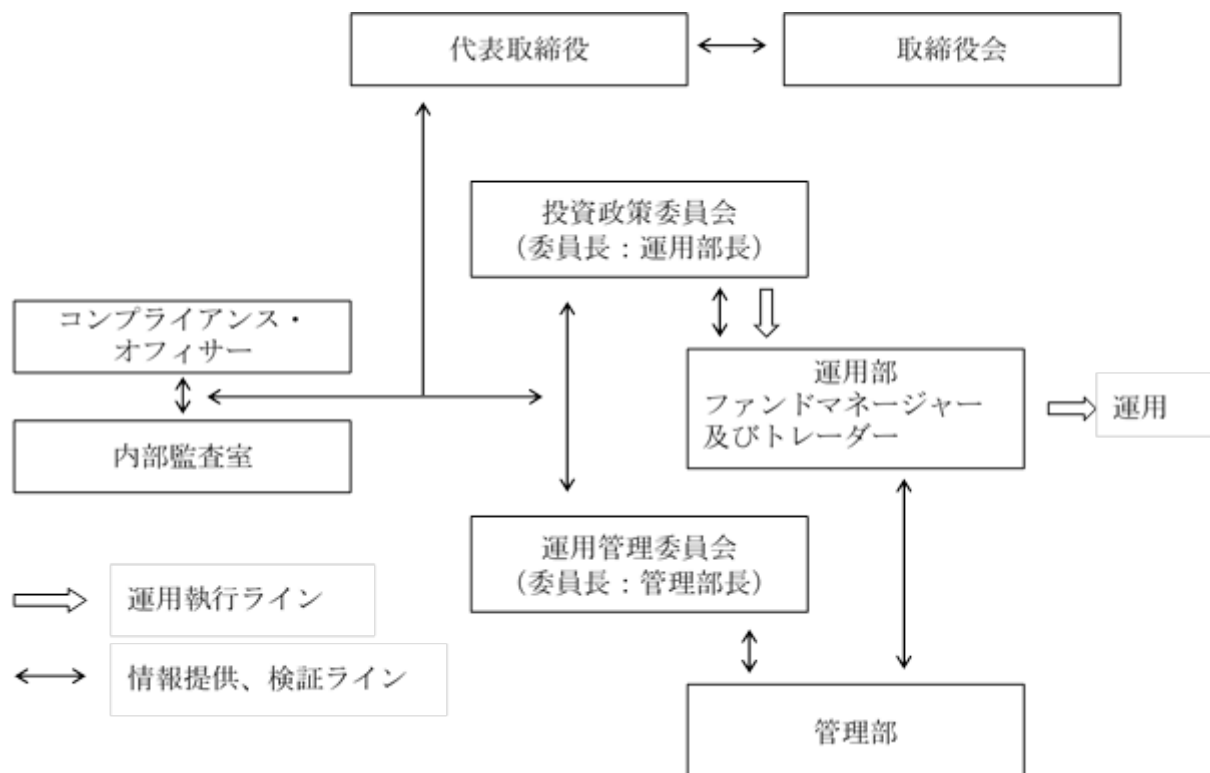 代表取締役
取締役会
投資政策委員会
（委員長：運用部長）
コンプライアンス・
オフィサー
内部監査室
運用部
ファンドマネージャー
及びトレーダー
運用
運用管理委員会
（委員長：管理部長）
運用執行ライン
情報提供、検証ライン
管理部